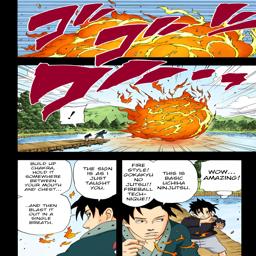 !
WOW...
AMAZING!
THIS IS
BASIC
UCHIHA
NINJUTSU.
FIRE
STYLE!
GOKAKYU
NO
JUTSU!!
FIREBALL
TECH-
NIQUE!!
THE SIGN
IS AS I
JUST
TAUGHT
YOU.
BUILD UP
CHAKRA,
HOLD IT
SOMEWHERE
BETWEEN
YOUR MOUTH
AND CHEST...
...AND THEN
BLAST IT
OUT IN A
SINGLE
BREATH.